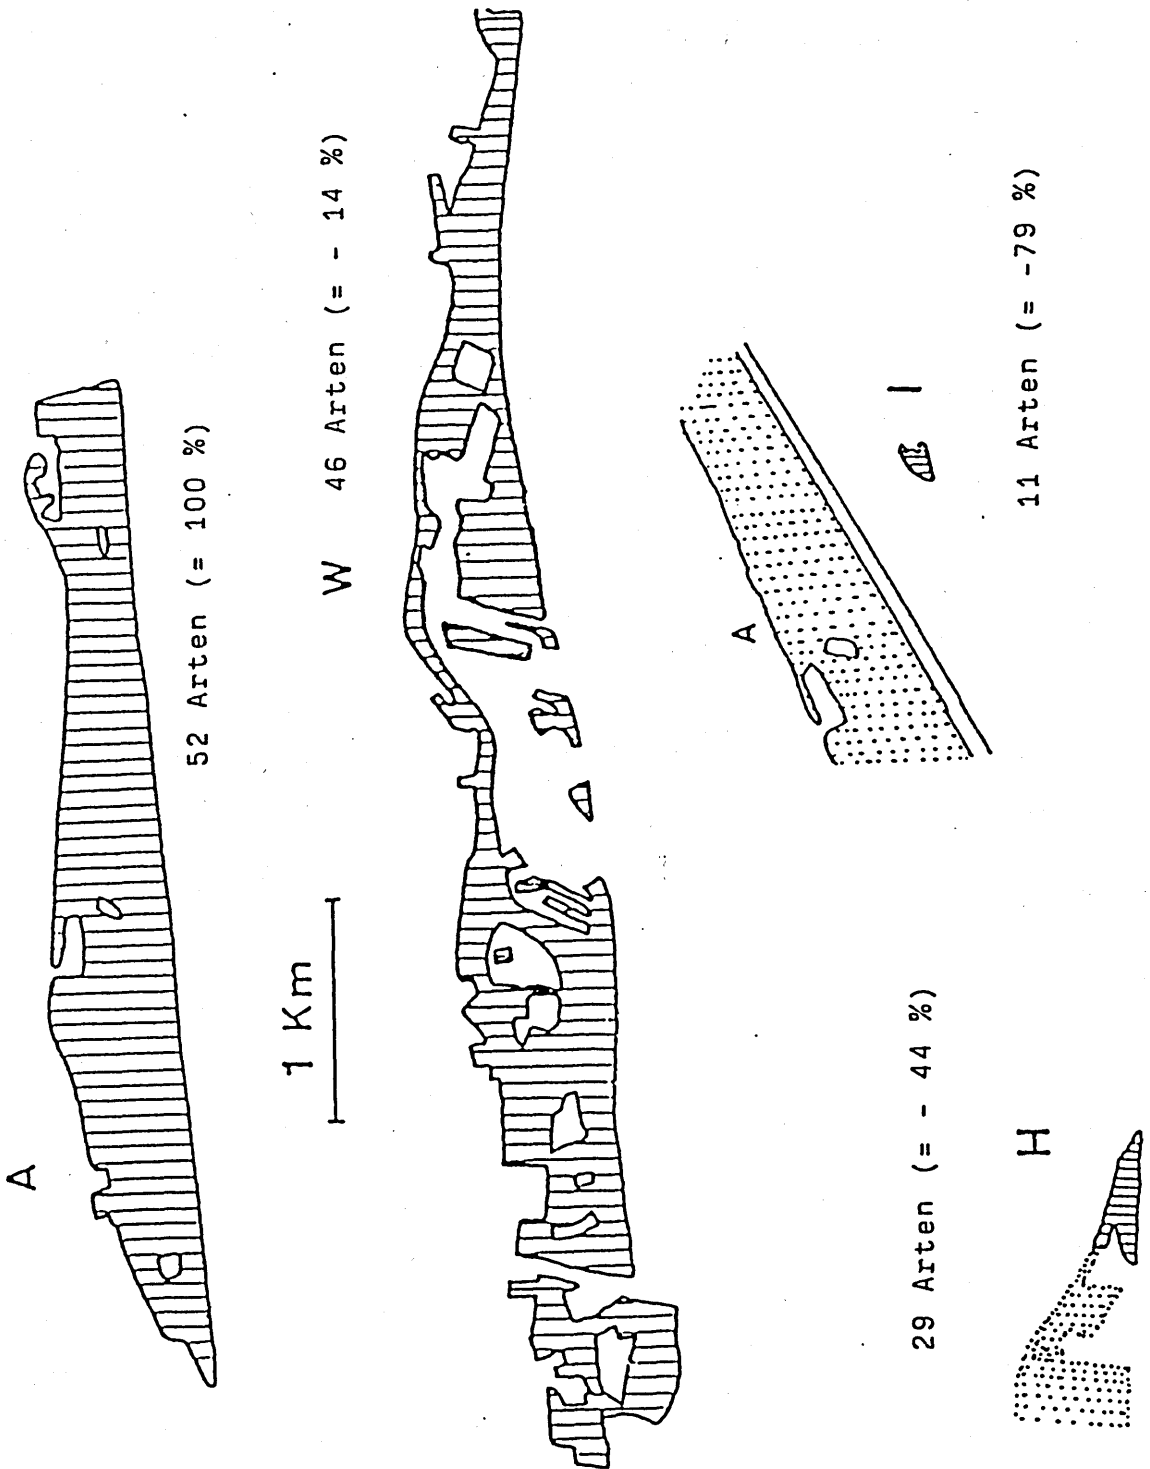 A
52 Arten (= 100 %)
1 Km
W
46 Arten (= - 14 %)
A
I
11 Arten (= -79 %)
29 Arten (= - 44 %)
H